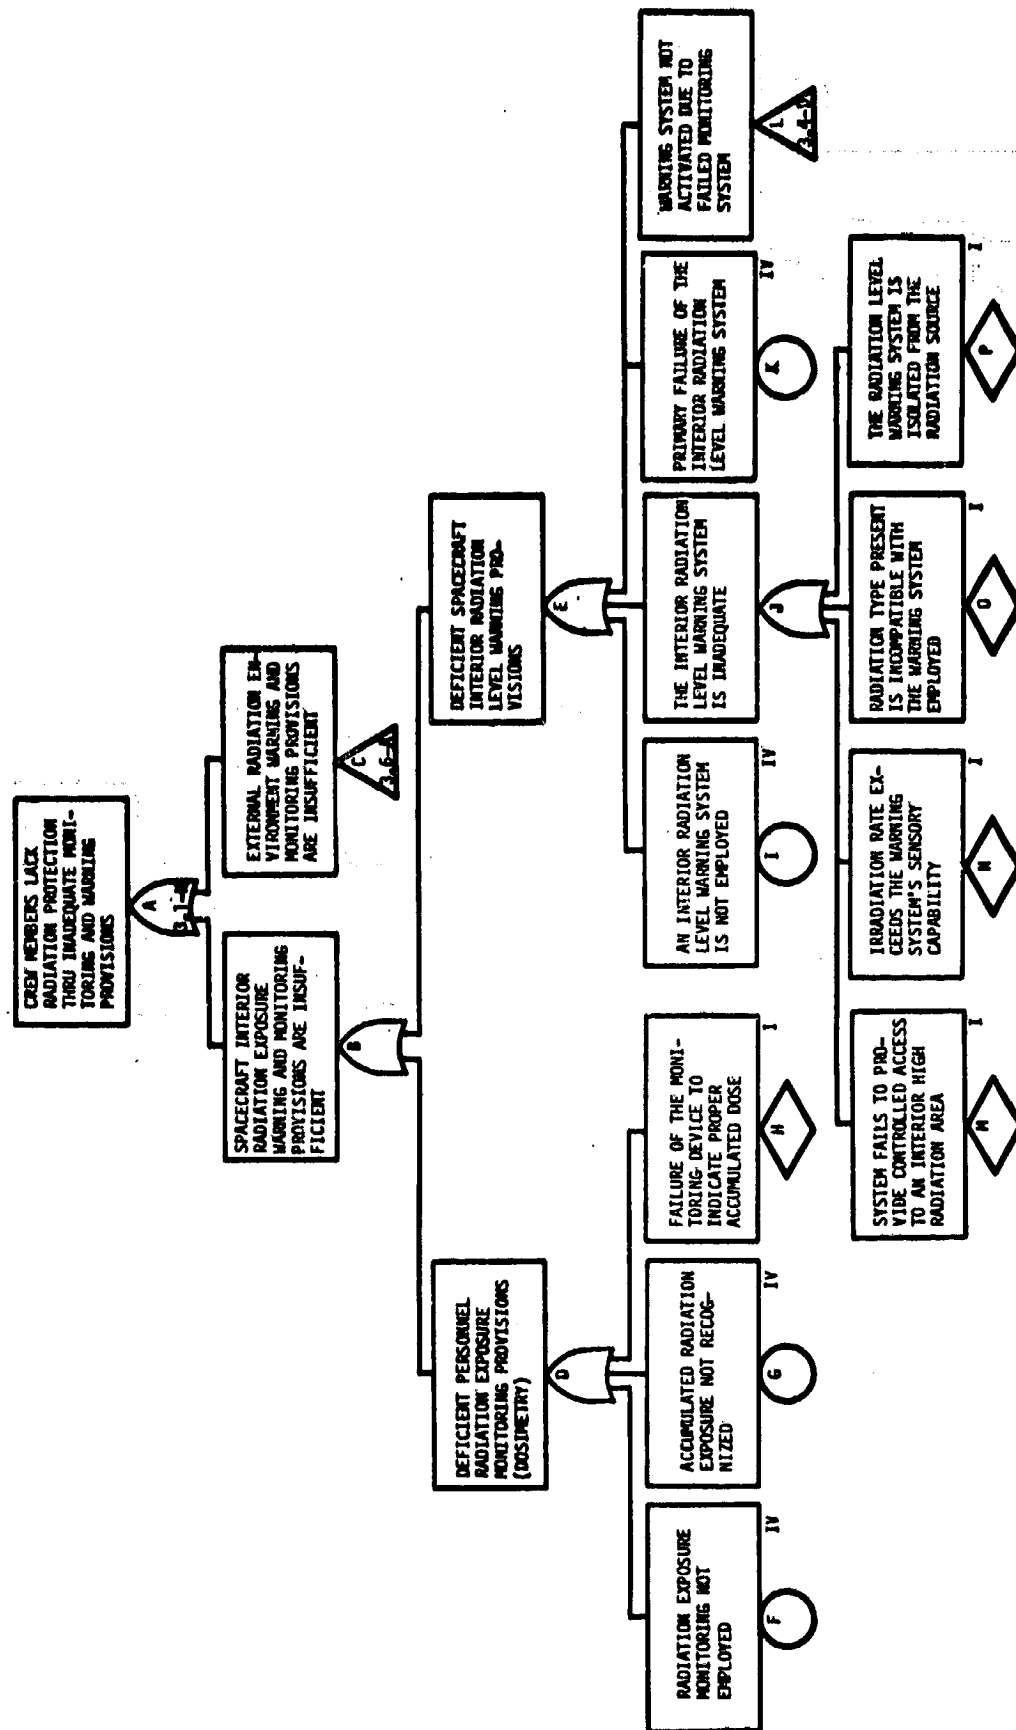 CREW MEMBERS LACK
RADIATION PROTECTION
THRU INADEQUATE MONI-
TORING AND WARNING
PROVISIONS
A
SPACECRAFT INTERIOR
RADIATION EXPOSURE
WARNING AND MONITORING
PROVISIONS ARE INSUF-
FICIENT
B
EXTERNAL RADIATION EN-
VIRONMENT WARNING AND
MONITORING PROVISIONS
ARE INSUFFICIENT
C
3.6-A
DEFICIENT PERSONNEL
RADIATION EXPOSURE
MONITORING PROVISIONS
(DOSIMETRY)
D
DEFICIENT SPACECRAFT
INTERIOR RADIATION
LEVEL WARNING PRO-
VISIONS
E
RADIATION EXPOSURE
MONITORING NOT
EMPLOYED
IV
F
ACCUMULATED RADIATION
EXPOSURE NOT RECOG-
NIZED
IV
G
FAILURE OF THE MONI-
TORING DEVICE TO
INDICATE PROPER
ACCUMULATED DOSE
I
H
AN INTERIOR RADIATION
LEVEL WARNING SYSTEM
IS NOT EMPLOYED
IV
I
THE INTERIOR RADIATION
LEVEL WARNING SYSTEM
IS INADEQUATE
J
PRIMARY FAILURE OF THE
INTERIOR RADIATION
LEVEL WARNING SYSTEM
IV
K
WARNING SYSTEM NOT
ACTIVATED DUE TO
FAILED MONITORING
SYSTEM
L
SYSTEM FAILS TO PRO-
VIDE CONTROLLED ACCESS
TO AN INTERIOR HIGH
RADIATION AREA
I
M
IRRADIATION RATE EX-
CEEDS THE WARNING
SYSTEM'S SENSORY
CAPABILITY
I
N
RADIATION TYPE PRESENT
IS INCOMPATIBLE WITH
THE WARNING SYSTEM
EMPLOYED
I
O
THE RADIATION LEVEL
WARNING SYSTEM IS
ISOLATED FROM THE
RADIATION SOURCE
I
P